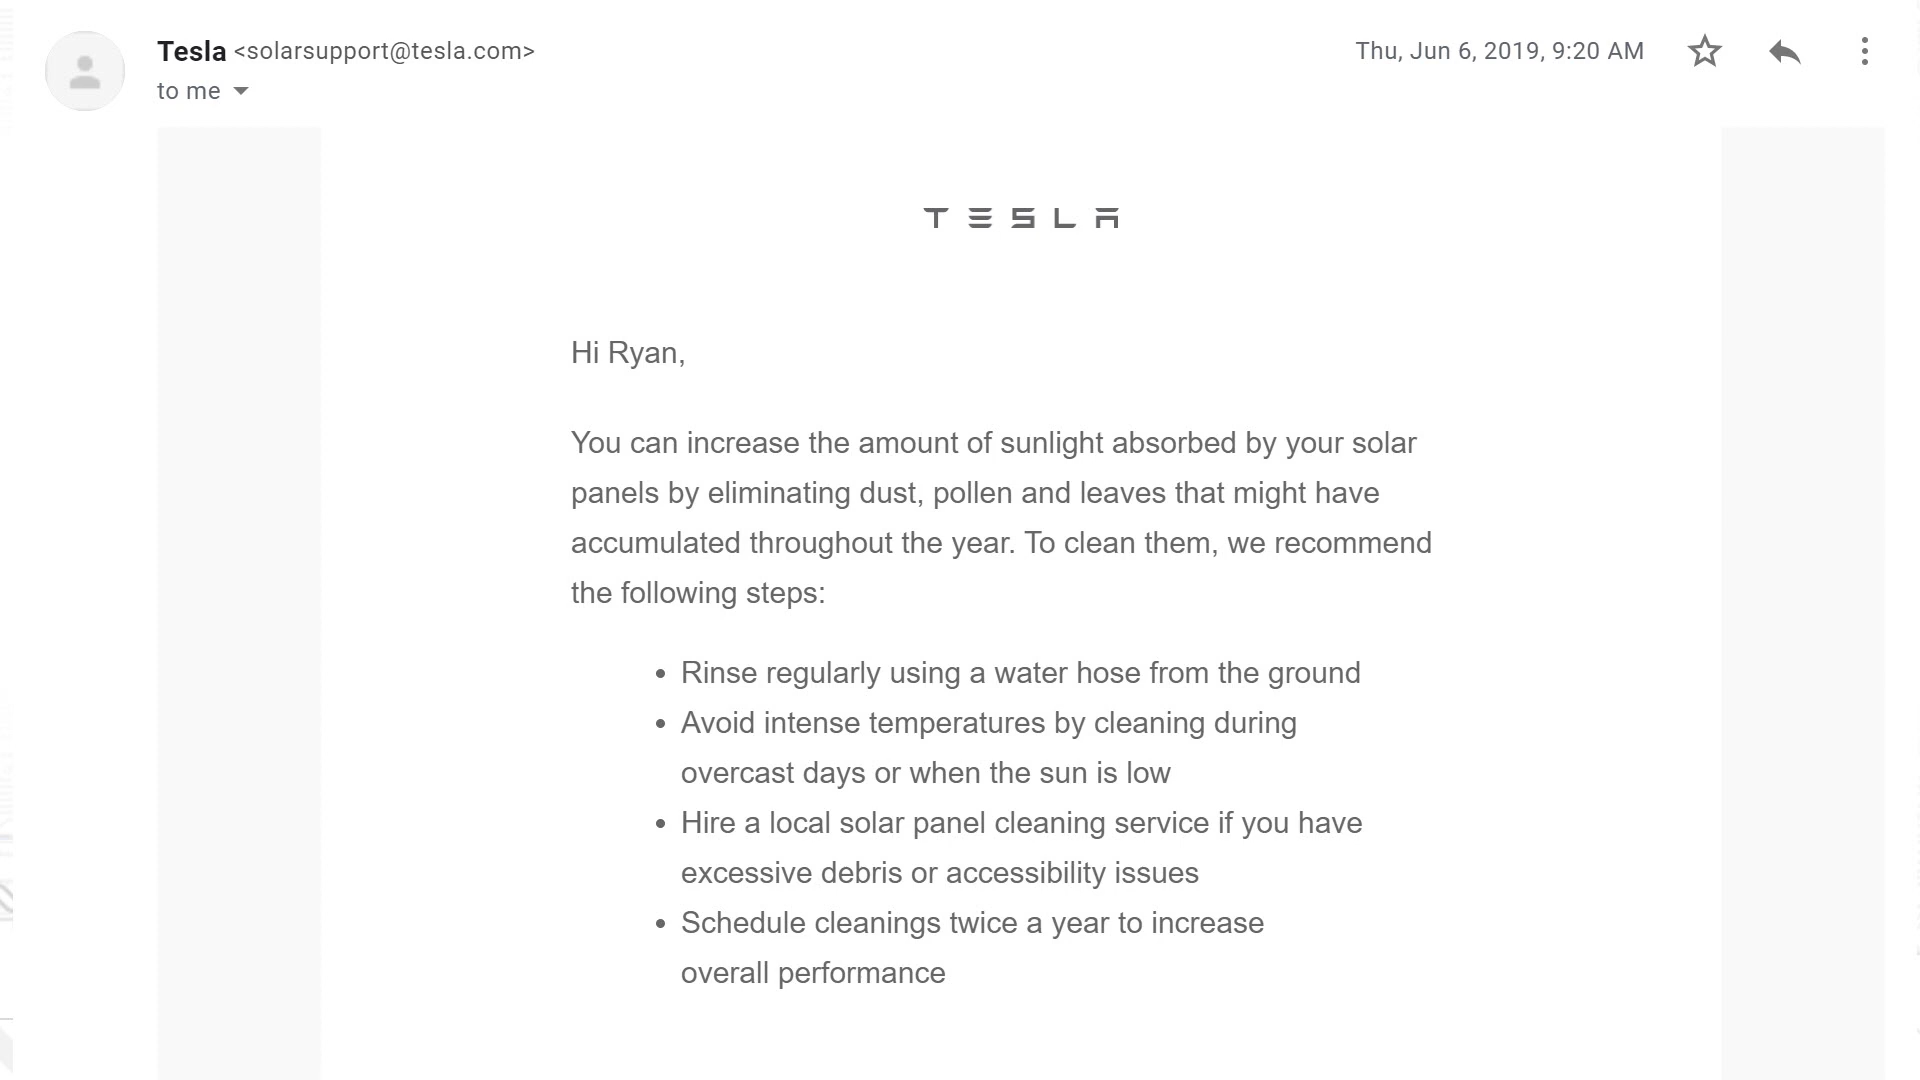 Tesla <solarsupport@tesla.com>
Thu, Jun 6, 2019, 9:20 AM
to me
TESLA
Hi Ryan,
You can increase the amount of sunlight absorbed by your solar
panels by eliminating dust, pollen and leaves that might have
accumulated throughout the year. To clean them, we recommend
the following steps:
• Rinse regularly using a water hose from the ground
• Avoid intense temperatures by cleaning during
overcast days or when the sun is low
• Hire a local solar panel cleaning service if you have
excessive debris or accessibility issues
• Schedule cleanings twice a year to increase
overall performance